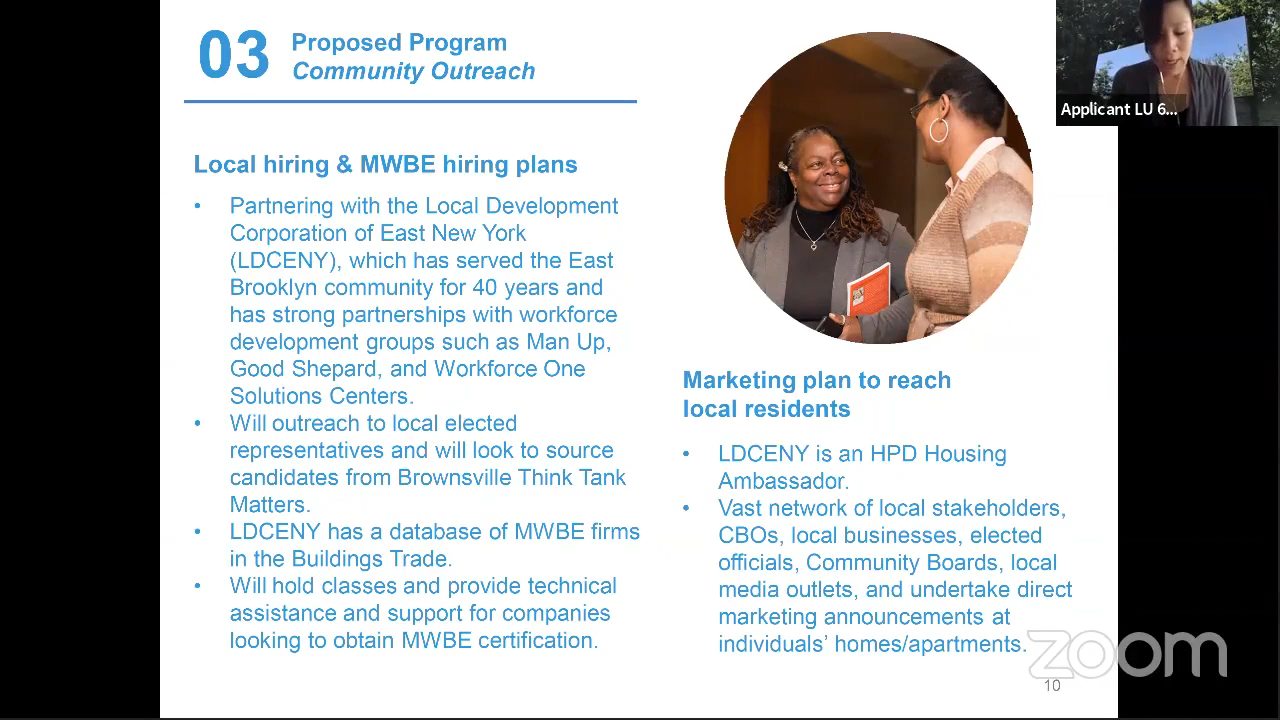 03
Proposed Program
Community Outreach
Local hiring & MWBE hiring plans
• Partnering with the Local Development
Corporation of East New York
(LDCENY), which has served the East
Brooklyn community for 40 years and
has strong partnerships with workforce
development groups such as Man Up,
Good Shepard, and Workforce One
Solutions Centers.
• Will outreach to local elected
representatives and will look to source
candidates from Brownsville Think Tank
Matters.
• LDCENY has a database of MWBE firms
in the Buildings Trade.
• Will hold classes and provide technical
assistance and support for companies
looking to obtain MWBE certification.
Marketing plan to reach
local residents
• LDCENY is an HPD Housing
Ambassador.
• Vast network of local stakeholders,
CBOs, local businesses, elected
officials, Community Boards, local
media outlets, and undertake direct
marketing announcements at
individuals’ homes/apartments.
10
Applicant LU 6...
zoom